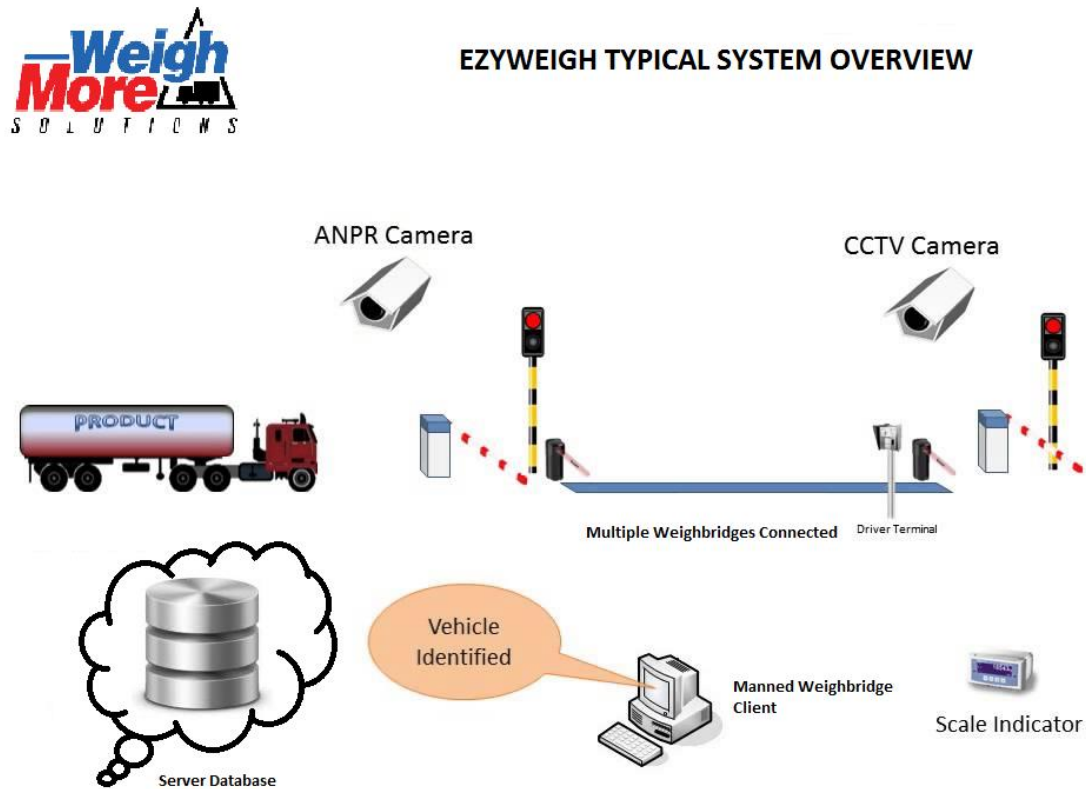 Weigh
More
SOLUTIONS
EZYWEIGH TYPICAL SYSTEM OVERVIEW
ANPR Camera
CCTV Camera
PRODUCT
Multiple Weighbridges Connected
Driver Terminal
Vehicle
Identified
Manned Weighbridge
Client
Scale Indicator
Server Database